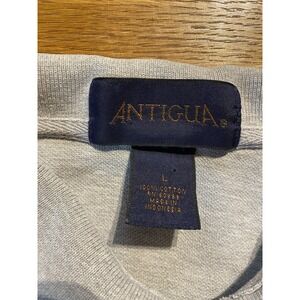 ANTIGUA®
L
100% COTTON
MADE IN
INDONESIA